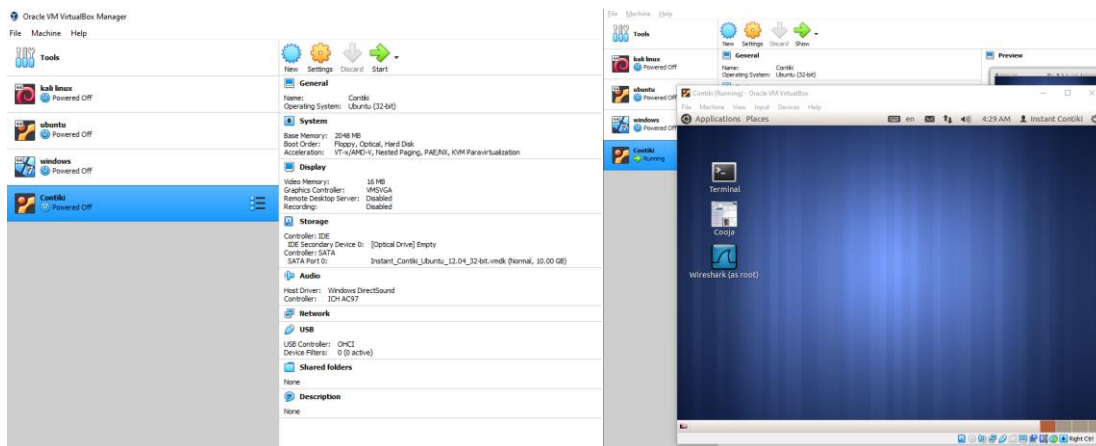 Oracle VM VirtualBox Manager
File Machine Help
Tools
kali linux
Powered Off
ubuntu
Powered Off
windows
Powered Off
Contiki
Powered Off
New Settings Discard Start
General
Name: Contiki
Operating System: Ubuntu (32-bit)
System
Base Memory: 2048 MB
Boot Order: Floppy, Optical, Hard Disk
Acceleration: VT-x/AMD-V, Nested Paging, PAE/NX, KVM Paravirtualization
Display
Video Memory: 16 MB
Graphics Controller: VMSVGA
Remote Desktop Server: Disabled
Recording: Disabled
Storage
Controller: IDE
IDE Secondary Device 0: [Optical Drive] Empty
Controller: SATA
SATA Port 0: Instant_Contiki_Ubuntu_12.04_32-bit.vmdk (Normal, 10.00 GB)
Audio
Host Driver: Windows DirectSound
Controller: ICH AC97
Network
USB
USB Controller: OHCI
Device Filters: 0 (0 active)
Shared folders
None
Description
None
File Machine Help
Tools
New Settings Discard Show
kali linux
Powered Off
ubuntu
Powered Off
windows
Powered Off
Contiki
Running
General
Name: Contiki
Operating System: Ubuntu (32-bit)
Preview
Contiki [Running] - Oracle VM VirtualBox
File Machine View Input Devices Help
Applications Places
en
4:29 AM
Instant Contiki
Terminal
Cooja
Wireshark (as root)
Right Ctrl